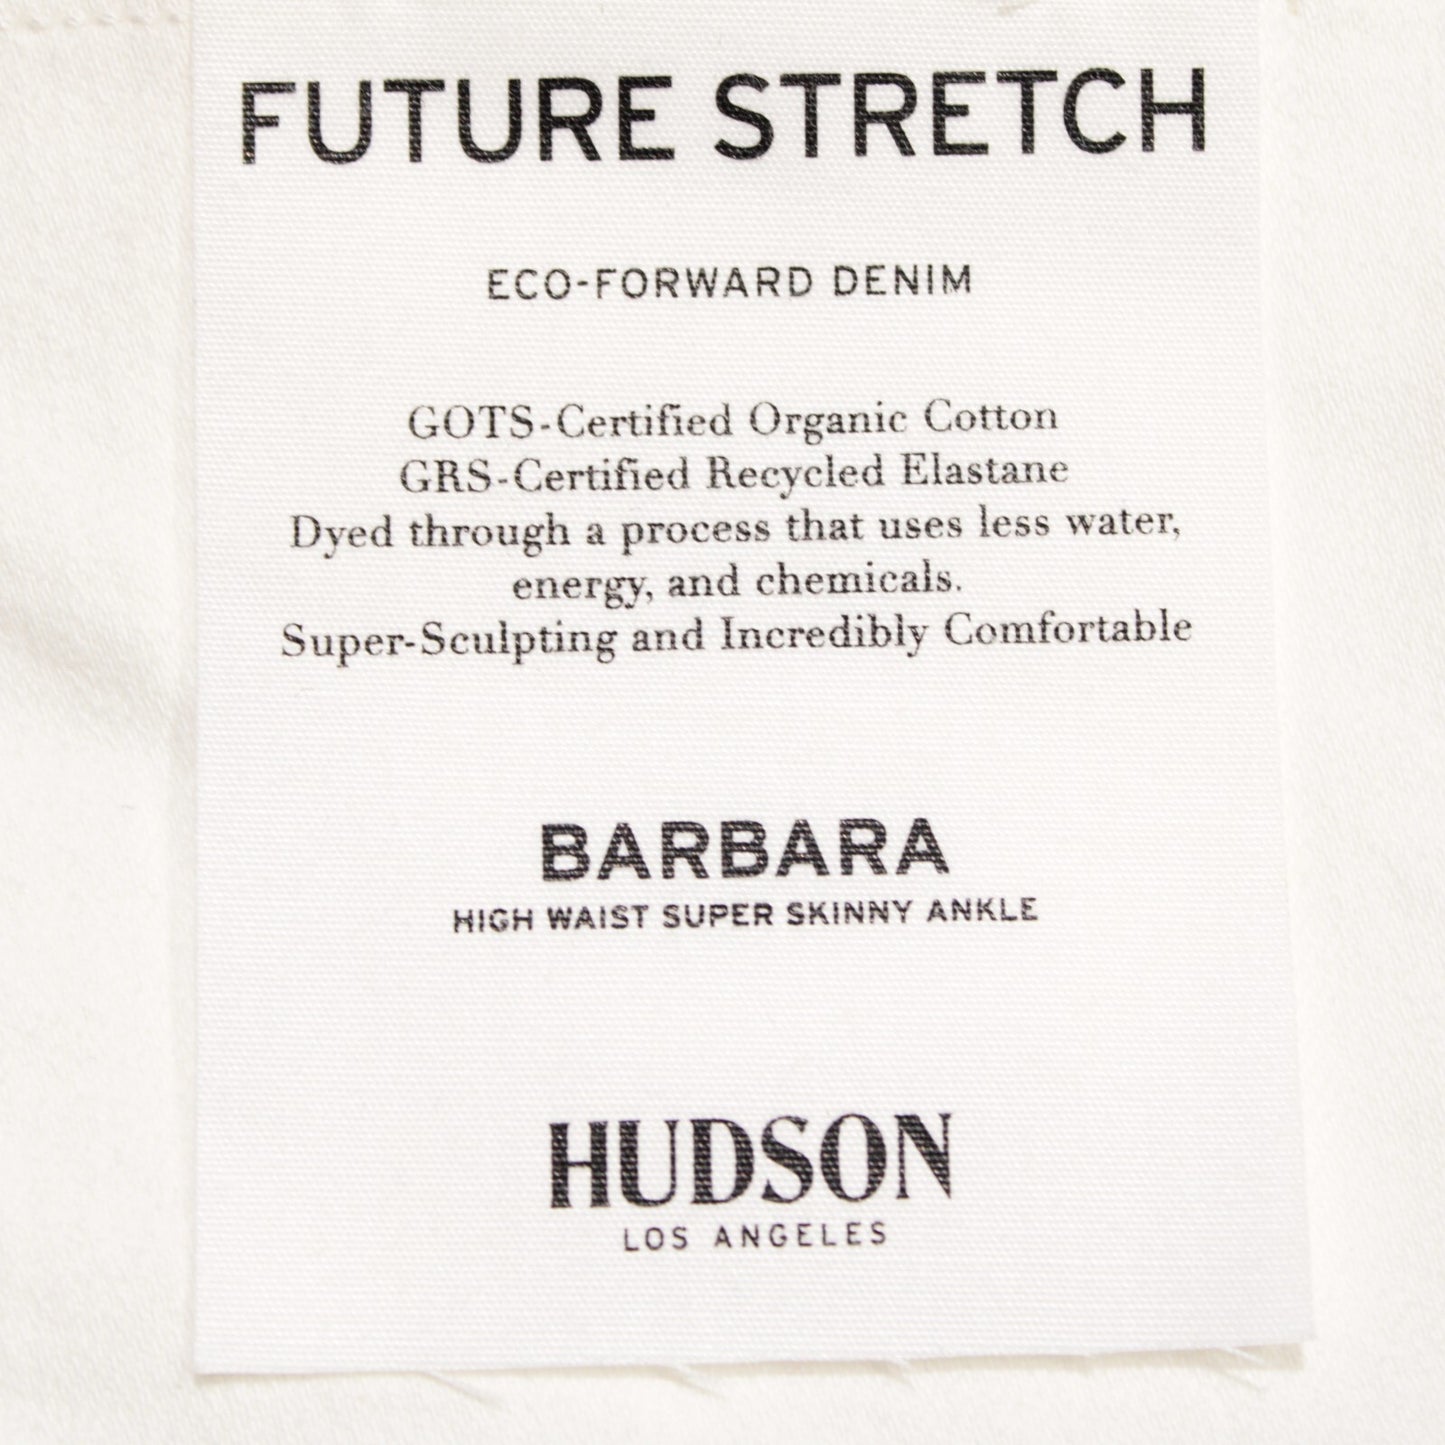 FUTURE STRETCH
ECO-FORWARD DENIM
GOTS-Certified Organic Cotton
GRS-Certified Recycled Elastane
Dyed through a process that uses less water,
energy, and chemicals.
Super-Sculpting and Incredibly Comfortable
BARBARA
HIGH WAIST SUPER SKINNY ANKLE
HUDSON
LOS ANGELES